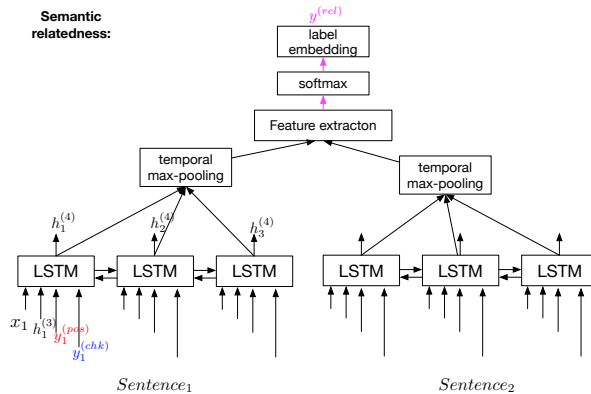 Semantic
relatedness:
y^{(rel)}
label
embedding
softmax
Feature extracton
temporal
max-pooling
temporal
max-pooling
h_1^{(4)} h_2^{(4)} h_3^{(4)}
LSTM LSTM LSTM LSTM LSTM LSTM
x_1 h_1^{(3)} y_1^{(pos)}
y_1^{(chk)}
Sentence_1 Sentence_2